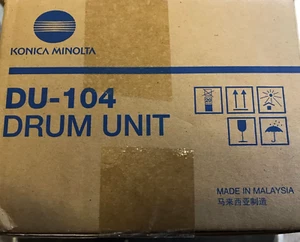 KONICA MINOLTA
DU-104
DRUM UNIT
MADE IN MALAYSIA
马来西亚制造